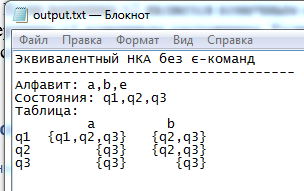 output.txt — Блокнот
Файл Правка Формат Вид Справка
Эквивалентный НКА без є-команд
-----------------------------------
Алфавит: a,b,e
Состояния: q1,q2,q3
Таблица:
a b
q1 {q1,q2,q3} {q2,q3}
q2 {q3} {q2,q3}
q3 {q3} {q3}